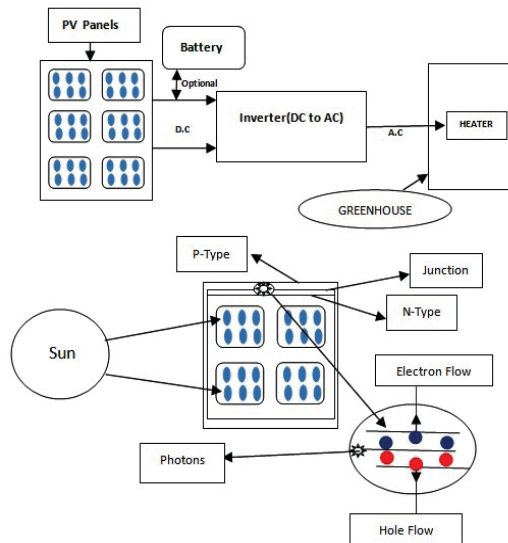 PV Panels
Battery
Optional
D.C
Inverter(DC to AC)
A.C
HEATER
GREENHOUSE
P-Type
Junction
N-Type
Sun
Electron Flow
Photons
Hole Flow